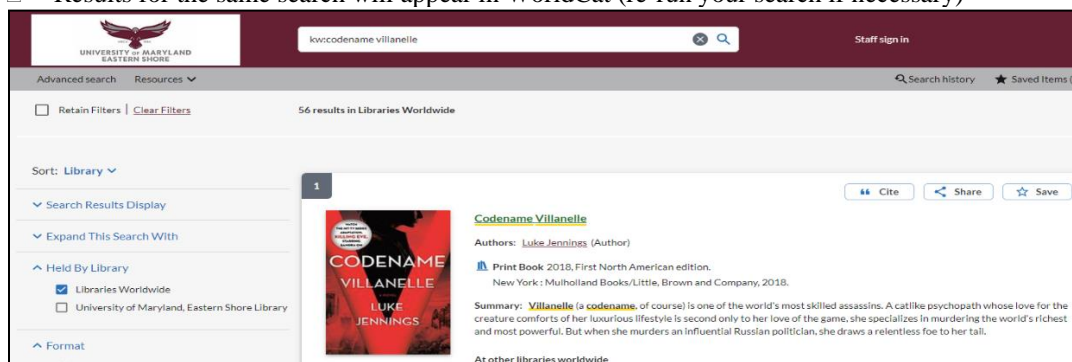 Results for the same search will appear in WorldCat (re-run your search if necessary)
UNIVERSITY of MARYLAND
EASTERN SHORE
kw:codename villanelle
Staff sign in
Advanced search Resources
Search history Saved Items (
Retain Filters | Clear Filters
56 results in Libraries Worldwide
Sort: Library
Search Results Display
Expand This Search With
Held By Library
Libraries Worldwide
University of Maryland, Eastern Shore Library
Format
1
Cite Share Save
CODENAME
VILLANELLE
LUKE
JENNINGS
Codename Villanelle
Authors: Luke Jennings (Author)
Print Book 2018, First North American edition.
New York : Mulholland Books/Little, Brown and Company, 2018.
Summary: Villanelle (a codename, of course) is one of the world's most skilled assassins. A catlike psychopath whose love for the
creature comforts of her luxurious lifestyle is second only to her love of the game, she specializes in murdering the world's richest
and most powerful. But when she murders an influential Russian politician, she draws a relentless foe to her tail.
At other libraries worldwide